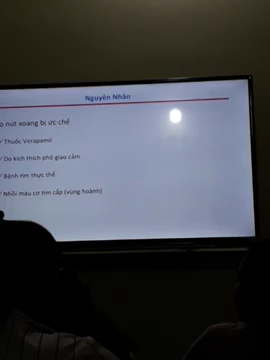 Nguyên Nhân
o nút xoang bị ức chế
✓ Thuốc Verapamil
✓ Do kích thích phó giao cảm
✓ Bệnh tim thực thể
✓ Nhồi máu cơ tim cấp (vùng hoành)